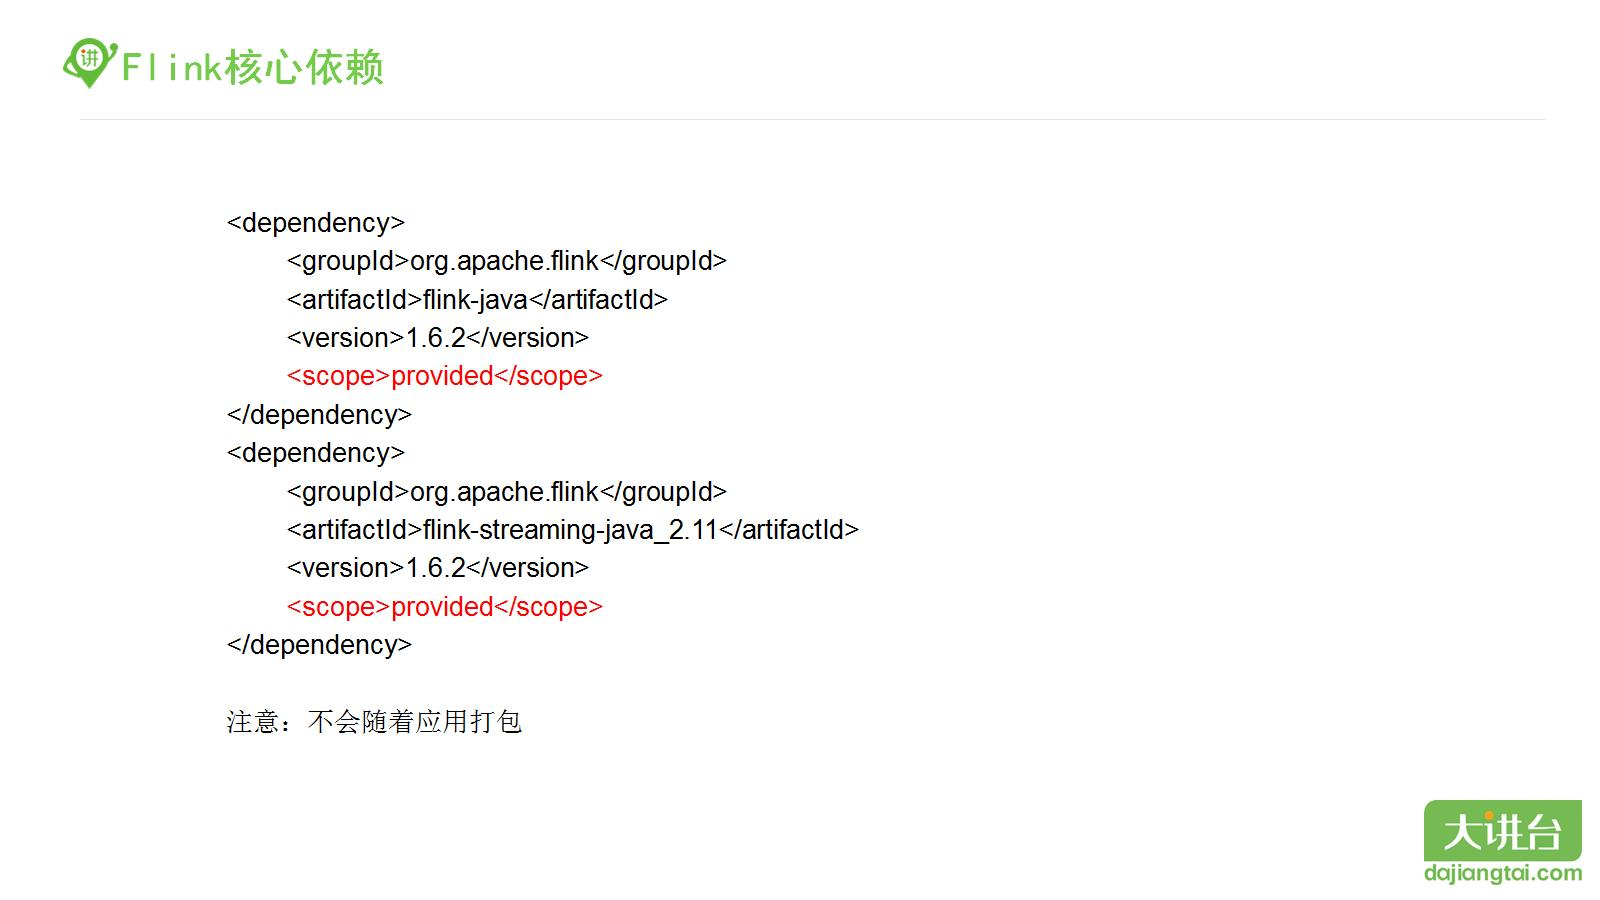 讲
Flink核心依赖
<dependency>
<groupId>org.apache.flink</groupId>
<artifactId>flink-java</artifactId>
<version>1.6.2</version>
<scope>provided</scope>
</dependency>
<dependency>
<groupId>org.apache.flink</groupId>
<artifactId>flink-streaming-java_2.11</artifactId>
<version>1.6.2</version>
<scope>provided</scope>
</dependency>
注意：不会随着应用打包
大讲台
dajiangtai.com